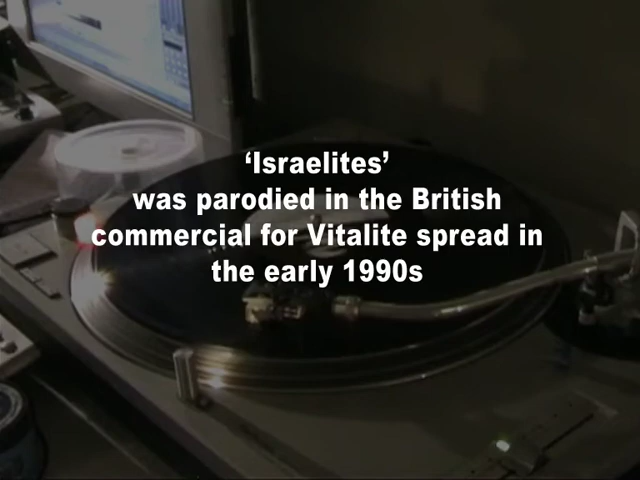 ‘Israelites’
was parodied in the British
commercial for Vitalite spread in
the early 1990s